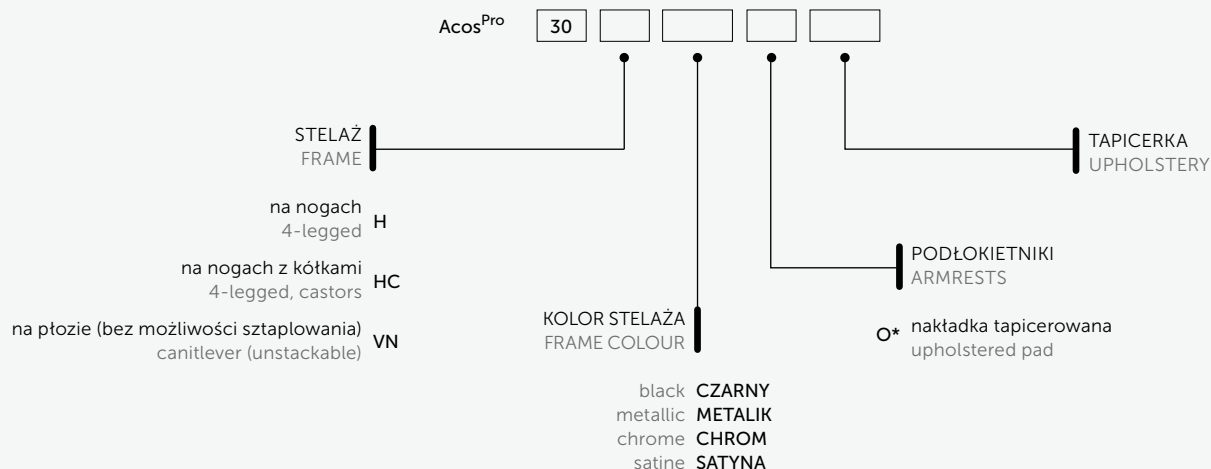 Acos^Pro 30
STELAŻ
FRAME
na nogach
4-legged
H
na nogach z kółkami
4-legged, castors
HC
na płozie (bez możliwości sztaplowania)
canitlever (unstackable)
VN
KOLOR STELAŻA
FRAME COLOUR
black CZARNY
metallic METALIK
chrome CHROM
satine SATYNA
PODŁOKIETNIKI
ARMRESTS
O* nakładka tapicerowana
upholstered pad
TAPICERKA
UPHOLSTERY